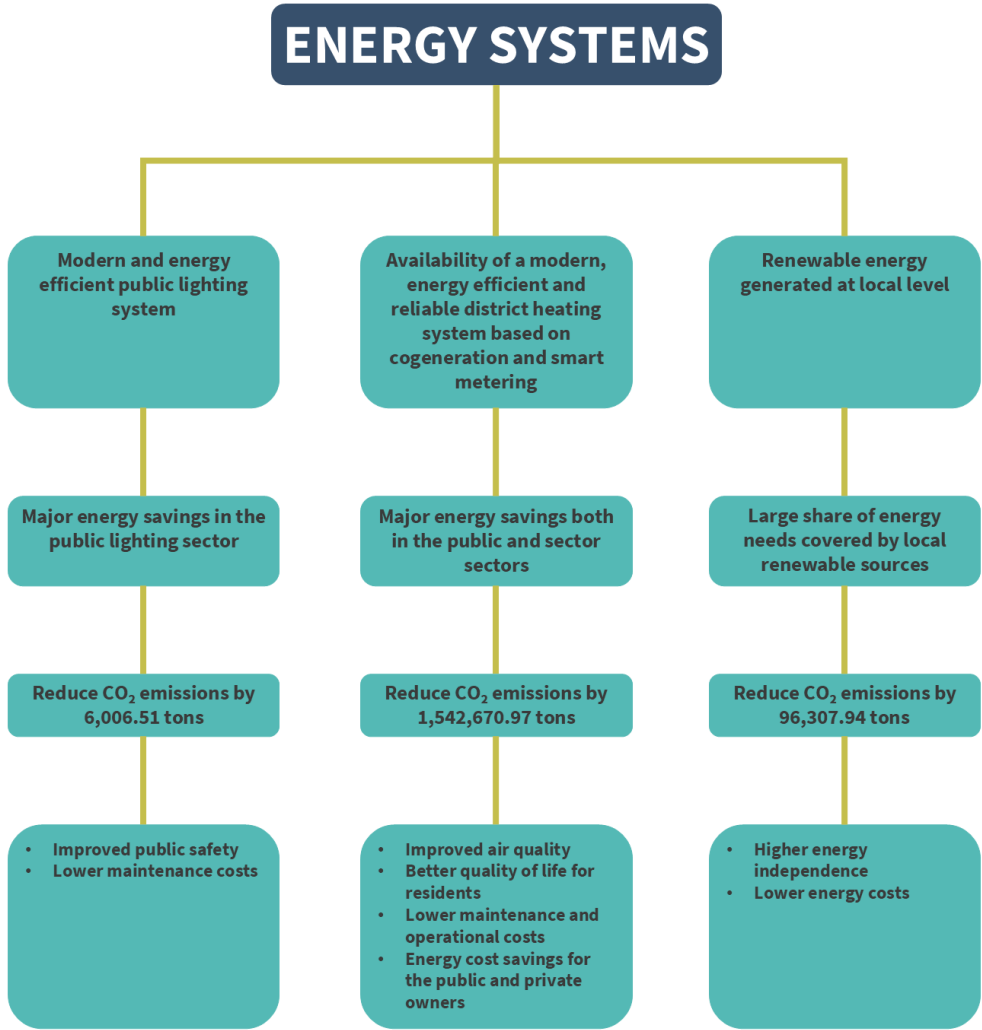 ENERGY SYSTEMS
Modern and energy
efficient public lighting
system
Availability of a modern,
energy efficient and
reliable district heating
system based on
cogeneration and smart
metering
Renewable energy
generated at local level
Major energy savings in the
public lighting sector
Major energy savings both
in the public and sector
sectors
Large share of energy
needs covered by local
renewable sources
Reduce CO₂ emissions by
6,006.51 tons
Reduce CO₂ emissions by
1,542,670.97 tons
Reduce CO₂ emissions by
96,307.94 tons
• Improved public safety
• Lower maintenance costs
• Improved air quality
• Better quality of life for
residents
• Lower maintenance and
operational costs
• Energy cost savings for
the public and private
owners
• Higher energy
independence
• Lower energy costs